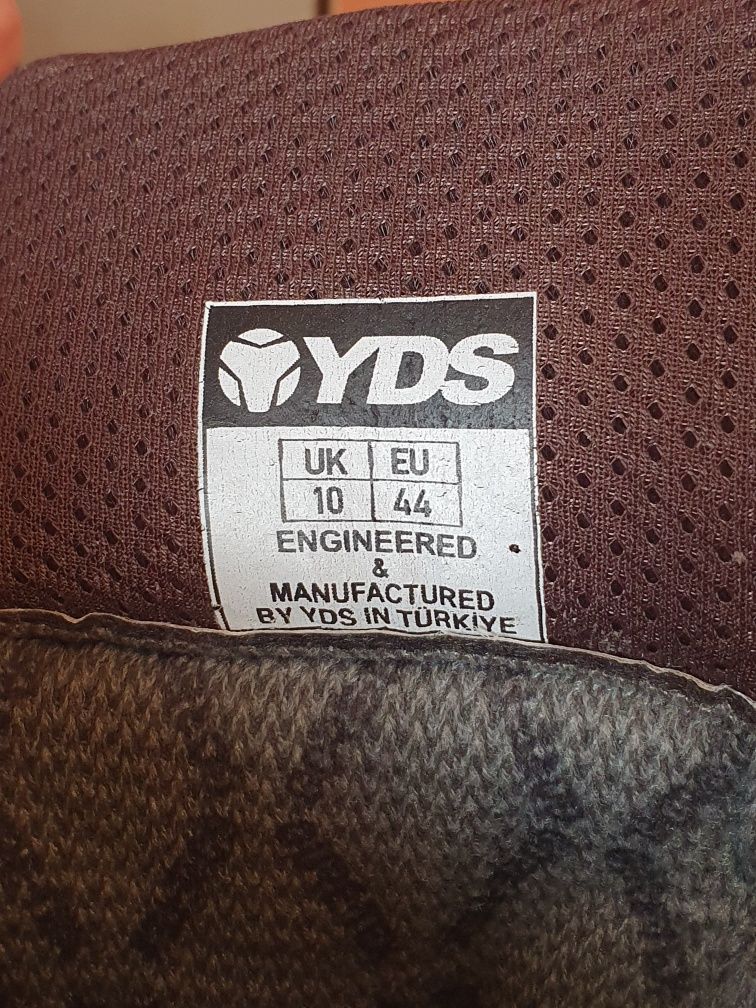 YDS
UK EU
10 44
ENGINEERED
&
MANUFACTURED
BY YDS IN TÜRKİYE